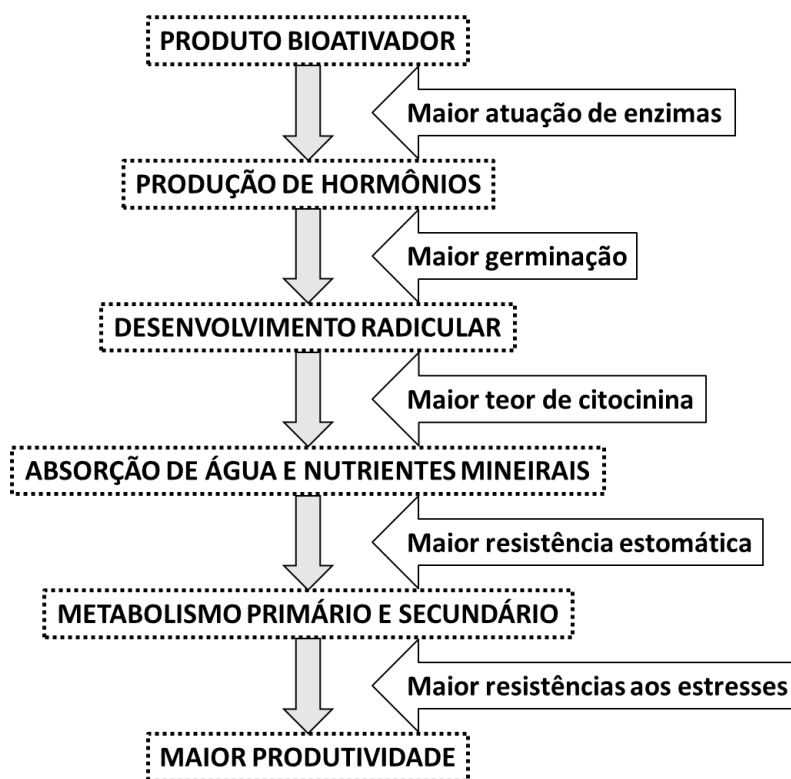 PRODUTO BIOATIVADOR
Maior atuação de enzimas
PRODUÇÃO DE HORMÔNIOS
Maior germinação
DESENVOLVIMENTO RADICULAR
Maior teor de citocinina
ABSORÇÃO DE ÁGUA E NUTRIENTES MINEIRAIS
Maior resistência estomática
METABOLISMO PRIMÁRIO E SECUNDÁRIO
Maior resistências aos estresses
MAIOR PRODUTIVIDADE